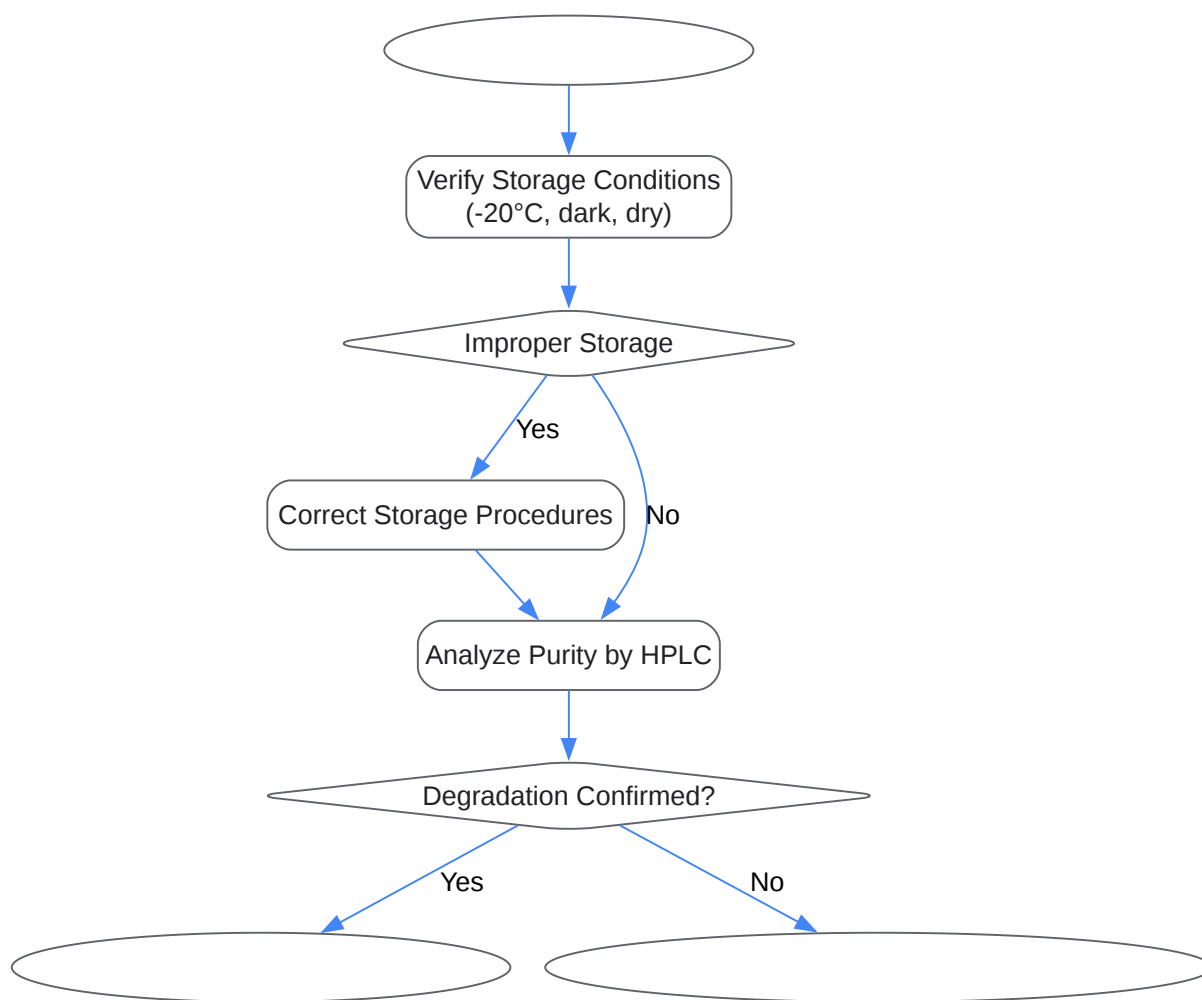 Verify Storage Conditions
(-20°C, dark, dry)
Improper Storage
Yes
Correct Storage Procedures
No
Analyze Purity by HPLC
Degradation Confirmed?
Yes
No